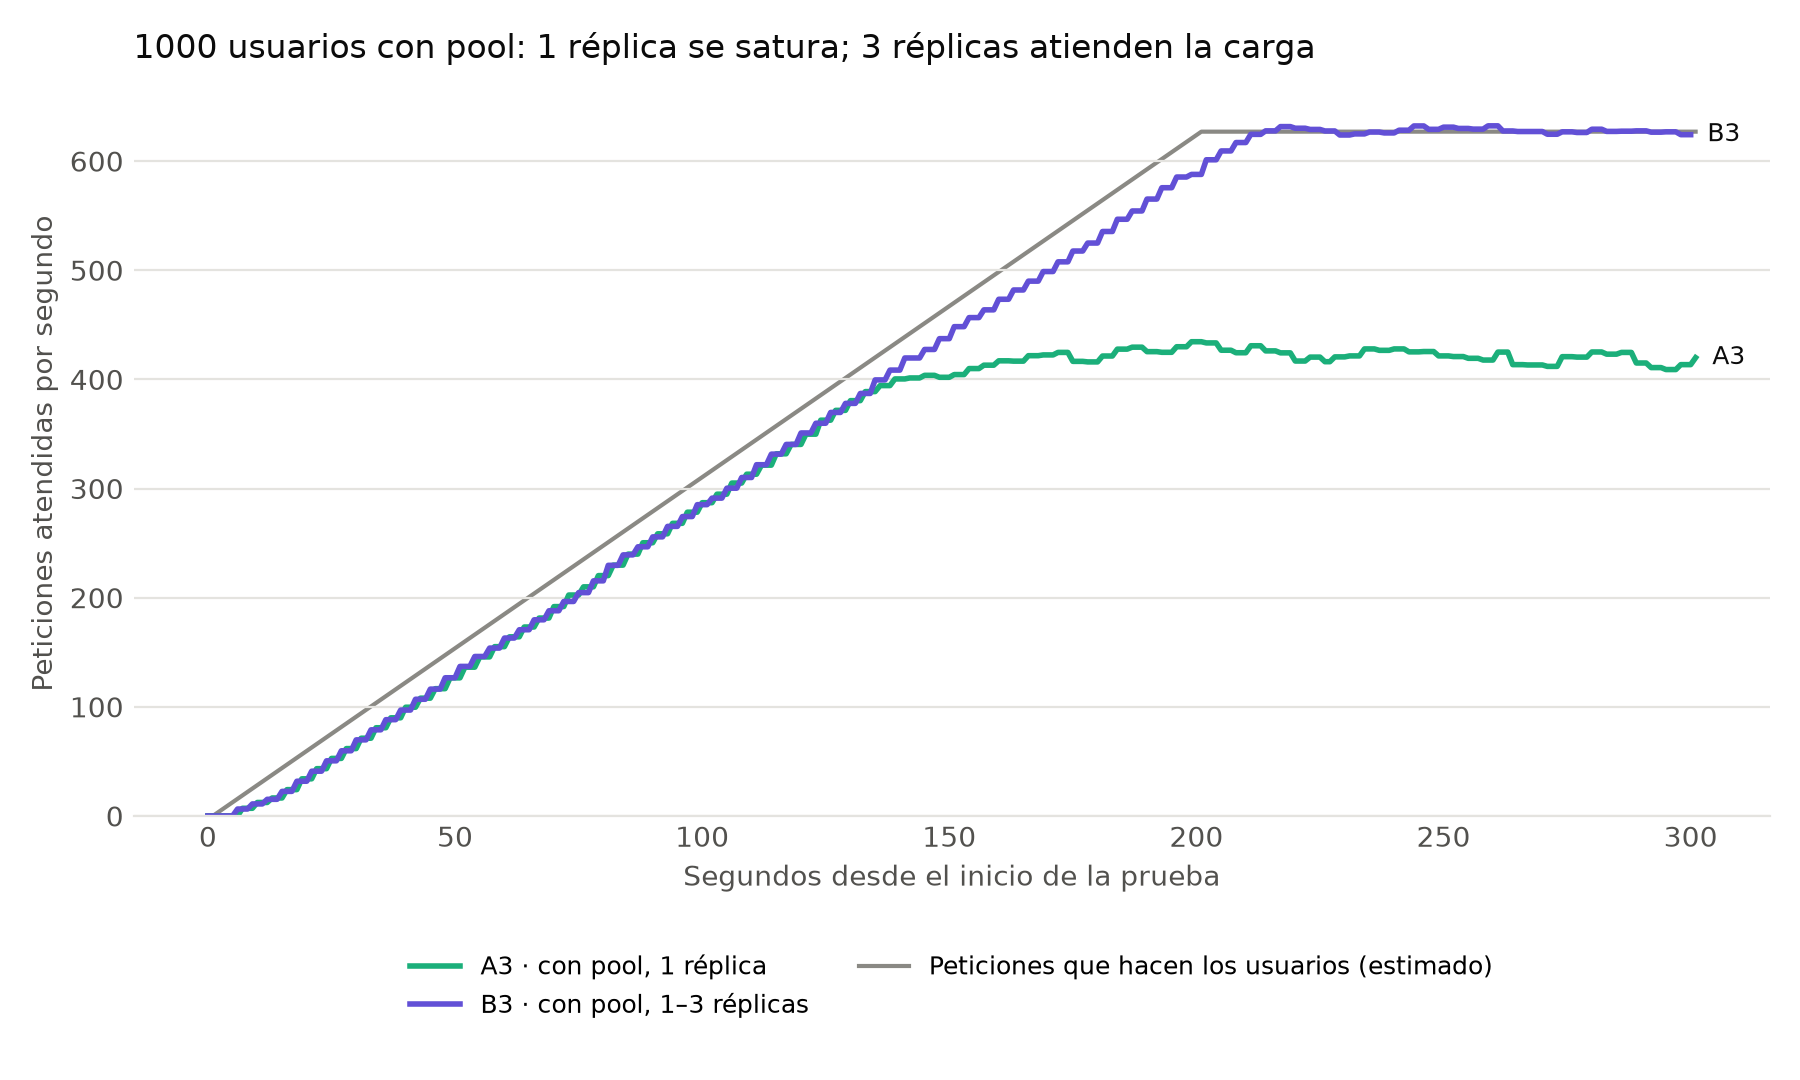 1000 usuarios con pool: 1 réplica se satura; 3 réplicas atienden la carga
Peticiones atendidas por segundo
600
500
400
300
200
100
0
B3
A3
0 50 100 150 200 250 300
Segundos desde el inicio de la prueba
A3 · con pool, 1 réplica
B3 · con pool, 1–3 réplicas
Peticiones que hacen los usuarios (estimado)